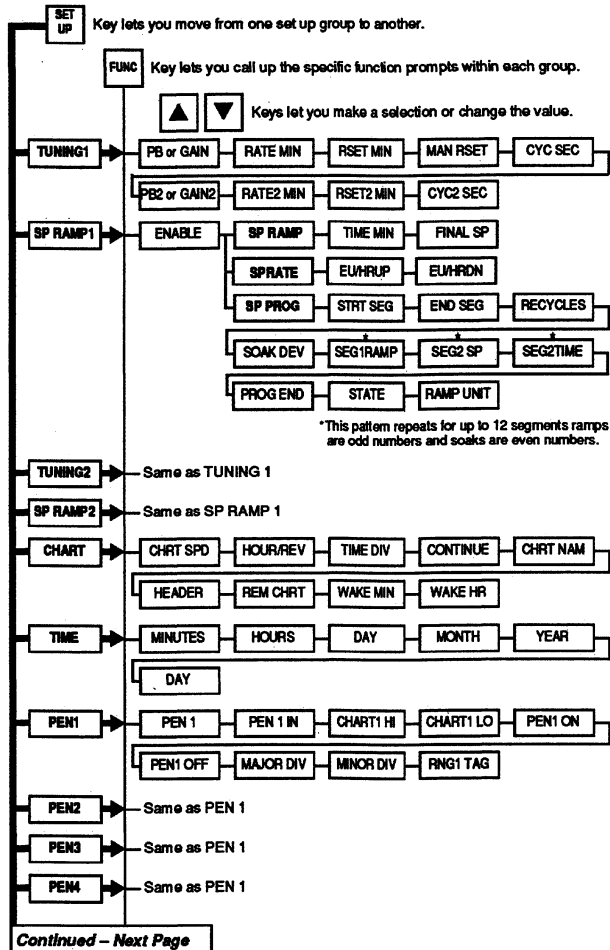 SET UP Key lets you move from one set up group to another.
FUNC Key lets you call up the specific function prompts within each group.
▲ ▼ Keys let you make a selection or change the value.
TUNING1 PB or GAIN RATE MIN RSET MIN MAN RSET CYC SEC
PB2 or GAIN2 RATE2 MIN RSET2 MIN CYC2 SEC
SP RAMP1 ENABLE SP RAMP TIME MIN FINAL SP
SPRATE EU/HRUP EU/HRDN
SP PROG STRT SEG END SEG RECYCLES
SOAK DEV *SEG1RAMP *SEG2 SP *SEG2TIME
PROG END STATE RAMP UNIT
*This pattern repeats for up to 12 segments ramps
are odd numbers and soaks are even numbers.
TUNING2 Same as TUNING 1
SP RAMP2 Same as SP RAMP 1
CHART CHRT SPD HOUR/REV TIME DIV CONTINUE CHRT NAM
HEADER REM CHRT WAKE MIN WAKE HR
TIME MINUTES HOURS DAY MONTH YEAR
DAY
PEN1 PEN 1 PEN 1 IN CHART1 HI CHART1 LO PEN1 ON
PEN1 OFF MAJOR DIV MINOR DIV RNG1 TAG
PEN2 Same as PEN 1
PEN3 Same as PEN 1
PEN4 Same as PEN 1
Continued – Next Page